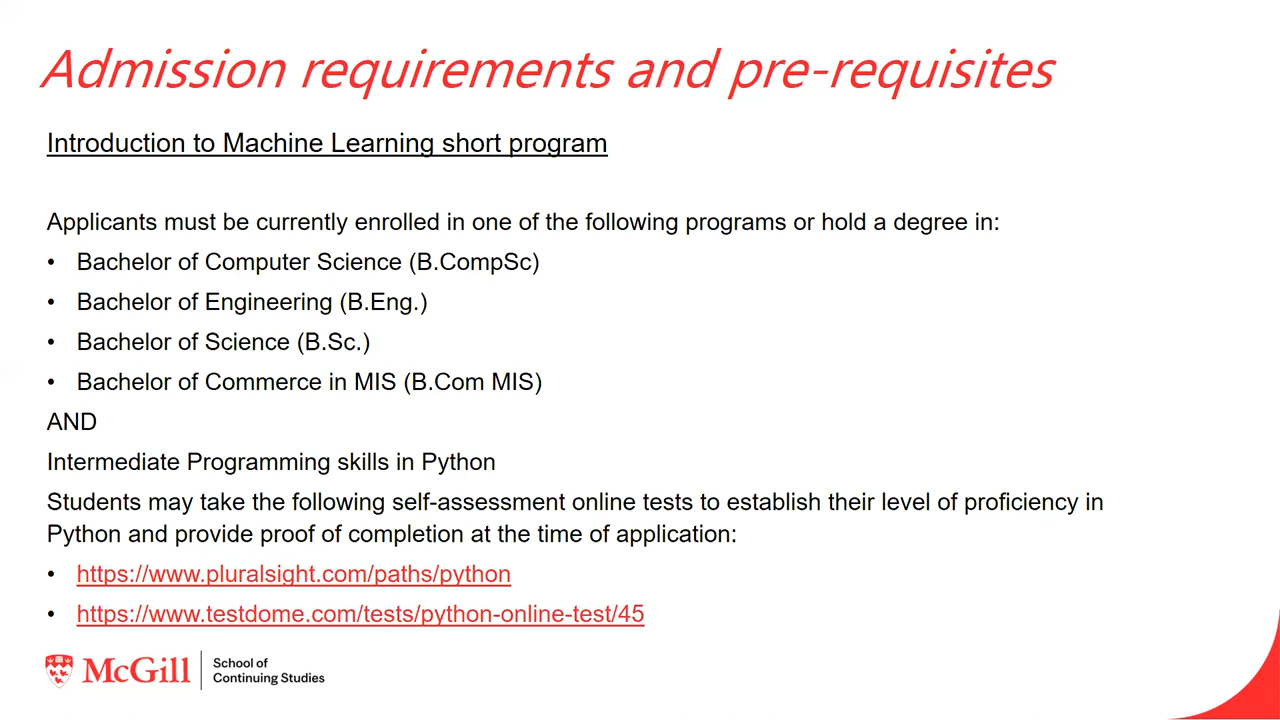 Admission requirements and pre-requisites
Introduction to Machine Learning short program
Applicants must be currently enrolled in one of the following programs or hold a degree in:
• Bachelor of Computer Science (B.CompSc)
• Bachelor of Engineering (B.Eng.)
• Bachelor of Science (B.Sc.)
• Bachelor of Commerce in MIS (B.Com MIS)
AND
Intermediate Programming skills in Python
Students may take the following self-assessment online tests to establish their level of proficiency in
Python and provide proof of completion at the time of application:
• https://www.pluralsight.com/paths/python
• https://www.testdome.com/tests/python-online-test/45
McGill
School of
Continuing Studies